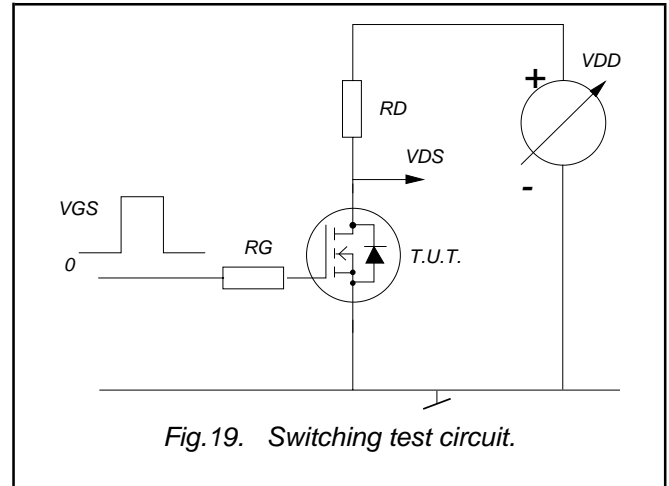 VDD
+
RD
VDS
-
VGS
RG
T.U.T.
0
Fig.19. Switching test circuit.